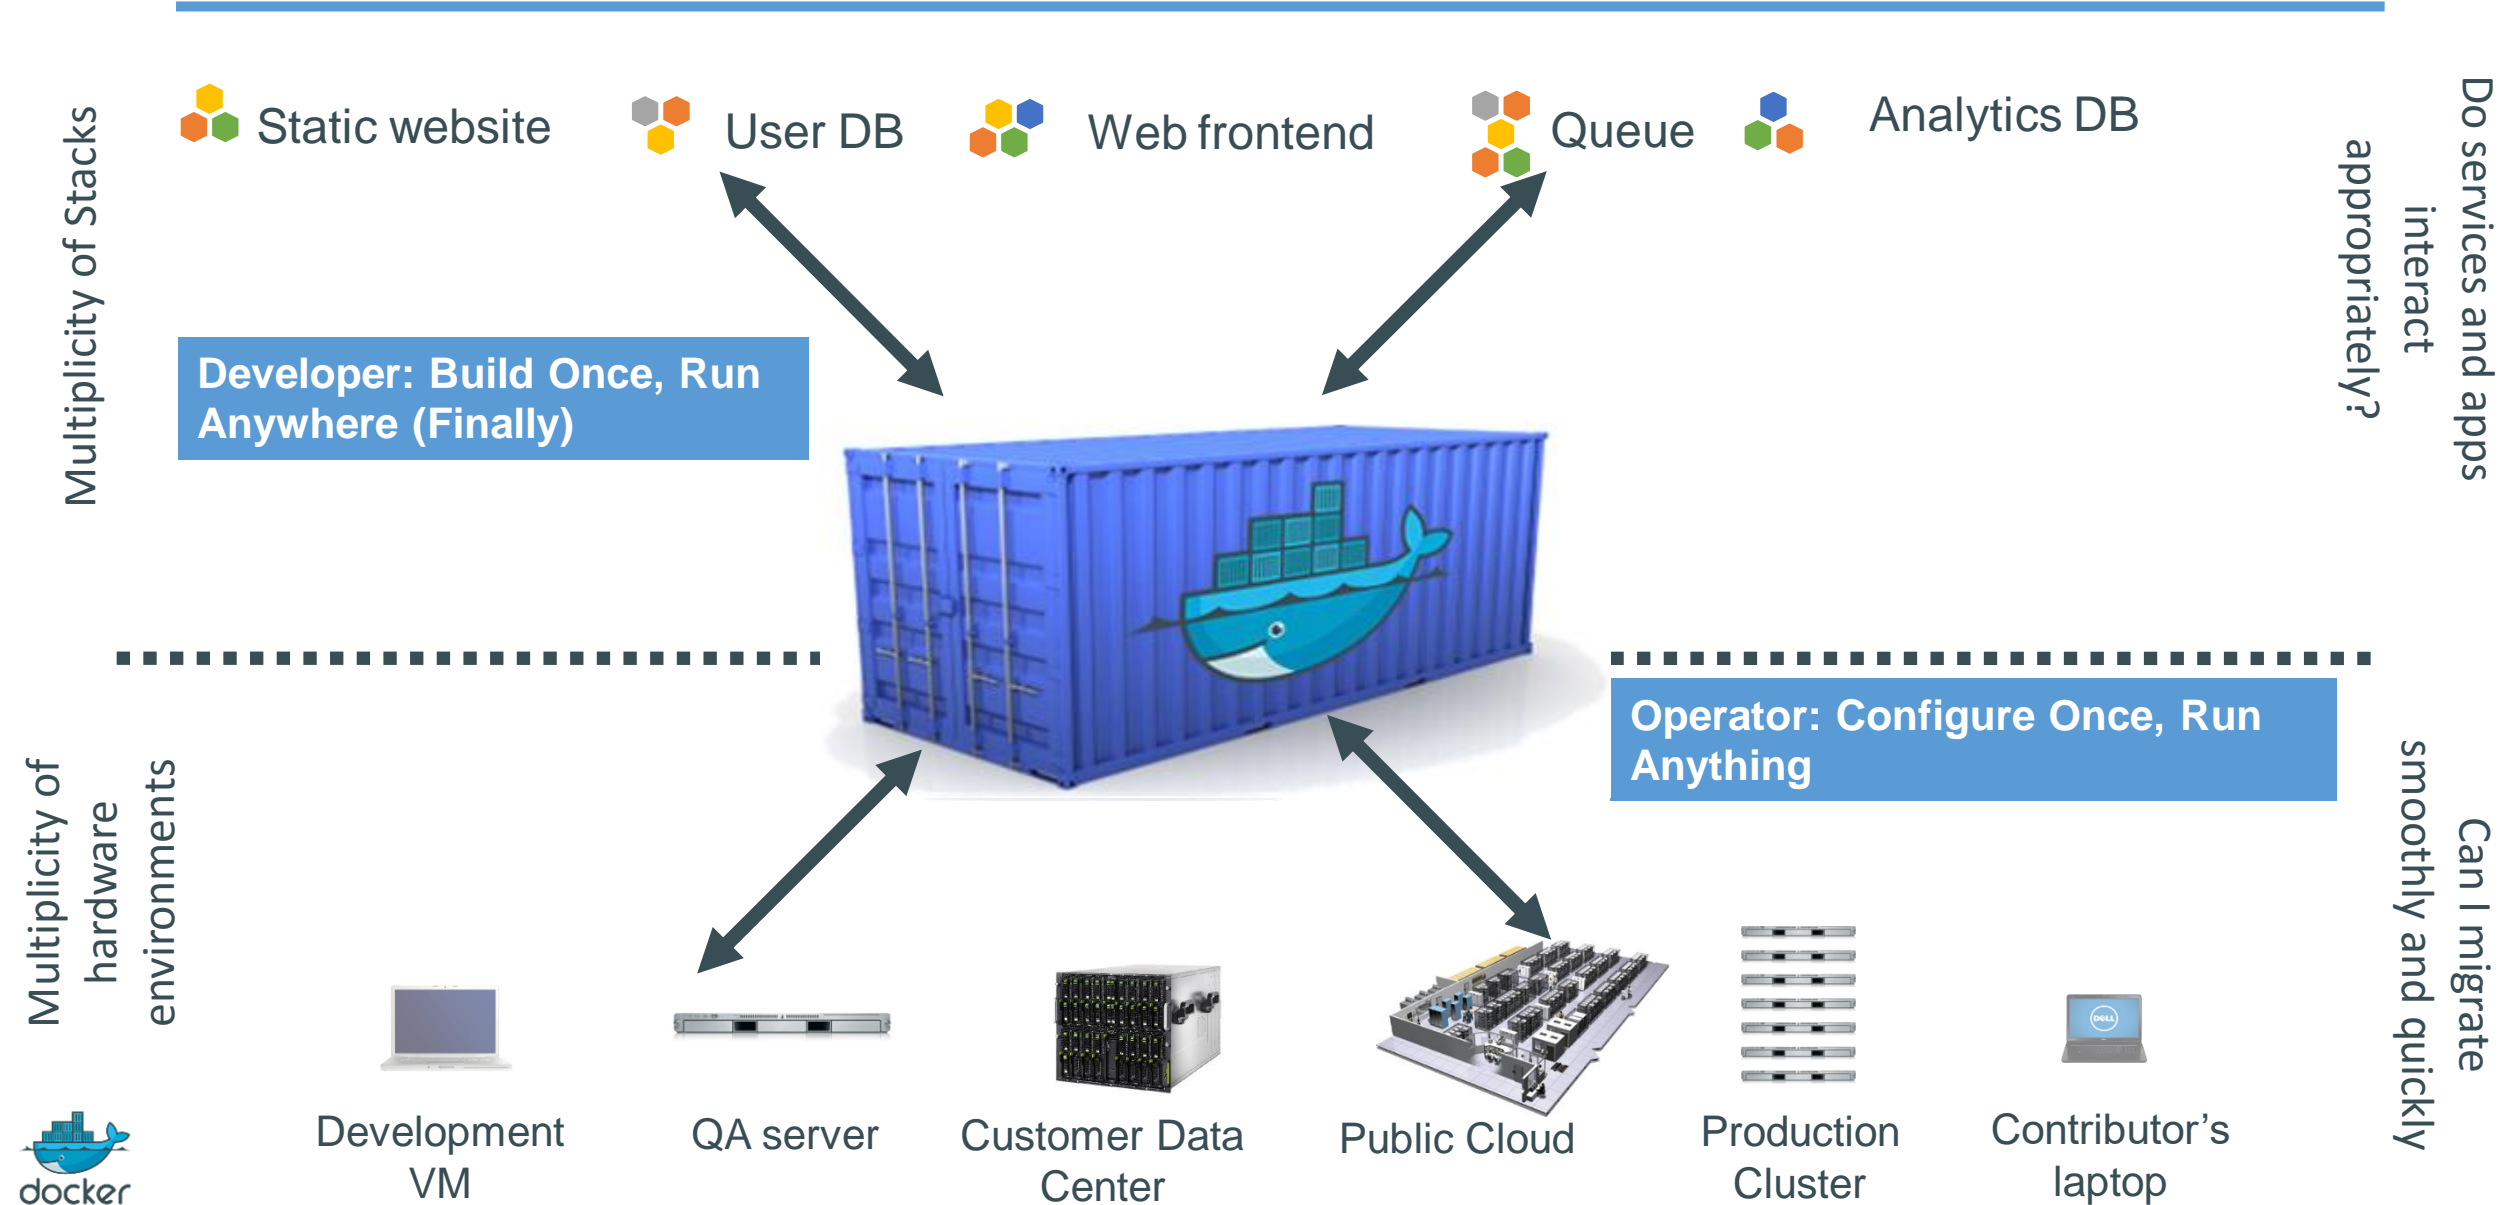 Static website
User DB
Web frontend
Queue
Analytics DB
Multiplicity of Stacks
Do services and apps
interact
appropriately?
Developer: Build Once, Run
Anywhere (Finally)
Operator: Configure Once, Run
Anything
Multiplicity of
hardware
environments
Can I migrate
smoothly and quickly
DELL
Development
VM
QA server
Customer Data
Center
Public Cloud
Production
Cluster
Contributor’s
laptop
docker